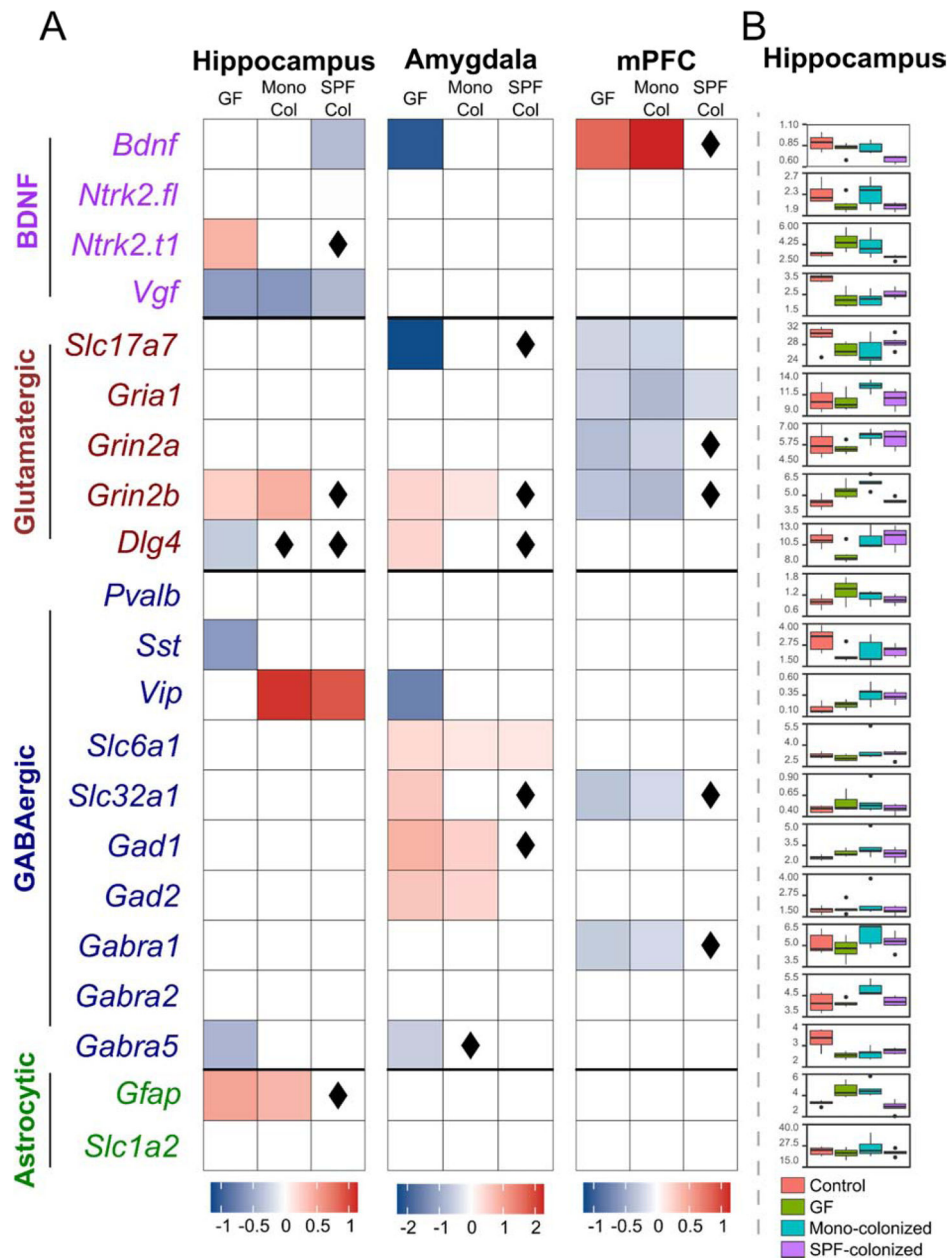 A
B
Hippocampus
Amygdala
mPFC
Hippocampus
GF
Mono
Col
SPF
Col
GF
Mono
Col
SPF
Col
GF
Mono
Col
SPF
Col
BDNF
Bdnf
1.10
0.85
0.60
Ntrk2.fl
2.7
2.3
1.9
Ntrk2.t1
6.00
4.25
2.50
Vgf
3.5
2.5
1.5
Glutamatergic
Slc17a7
32
28
24
Gria1
14.0
11.5
9.0
Grin2a
7.00
5.75
4.50
Grin2b
6.5
5.0
3.5
Dlg4
13.0
10.5
8.0
GABAergic
Pvalb
1.8
1.2
0.6
Sst
4.00
2.75
1.50
Vip
0.60
0.35
0.10
Slc6a1
5.5
4.0
2.5
Slc32a1
0.90
0.65
0.40
Gad1
5.0
3.5
2.0
Gad2
4.00
2.75
1.50
Gabra1
6.5
5.0
3.5
Gabra2
5.5
4.5
3.5
Gabra5
4
3
2
Astrocytic
Gfap
6
4
2
Slc1a2
40.0
27.5
15.0
-1 -0.5 0 0.5 1
-2 -1 0 1 2
-1 -0.5 0 0.5 1
Control
GF
Mono-colonized
SPF-colonized